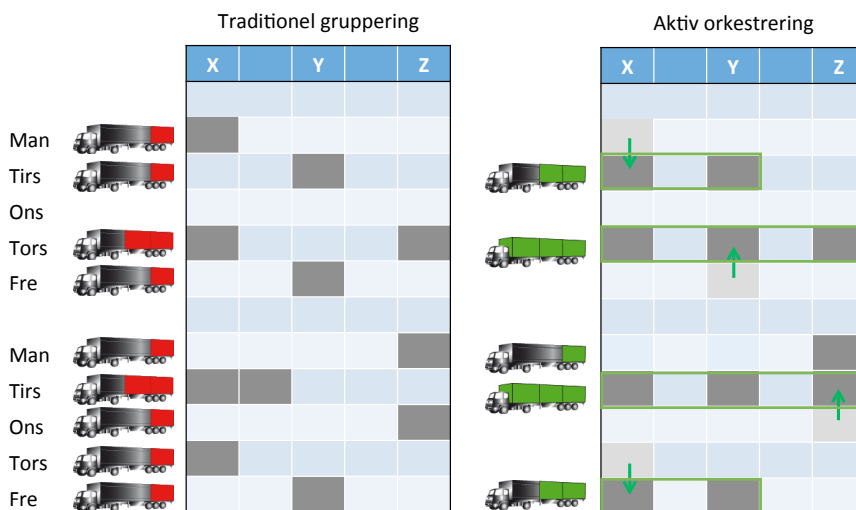 Traditionel gruppering
Aktiv orkestrering
X Y Z
X Y Z
Man
Tirs
Ons
Tors
Fre
Man
Tirs
Ons
Tors
Fre